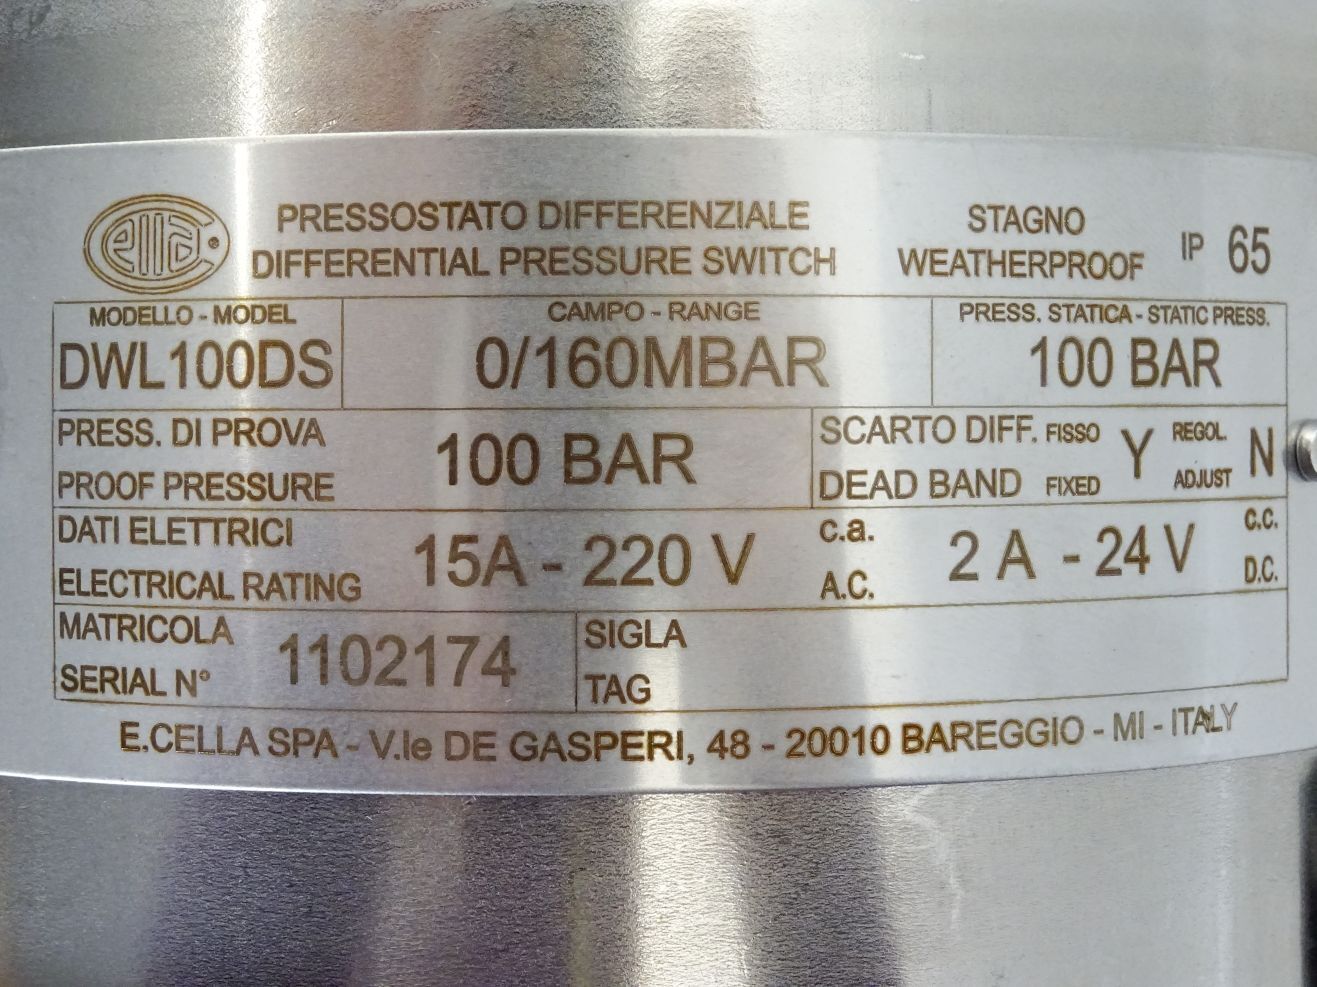 ella ®
PRESSOSTATO DIFFERENZIALE
DIFFERENTIAL PRESSURE SWITCH
STAGNO
WEATHERPROOF
IP 65
MODELLO - MODEL
DWL100DS
CAMPO - RANGE
0/160MBAR
PRESS. STATICA - STATIC PRESS.
100 BAR
PRESS. DI PROVA
PROOF PRESSURE
100 BAR
SCARTO DIFF. FISSO
DEAD BAND FIXED
Y
REGOL.
ADJUST
N
DATI ELETTRICI
ELECTRICAL RATING
15A - 220 V
c.a.
A.C.
2 A - 24 V
C.C.
D.C.
MATRICOLA
SERIAL N°
1102174
SIGLA
TAG
E.CELLA SPA - V.le DE GASPERI, 48 - 20010 BAREGGIO - MI - ITALY